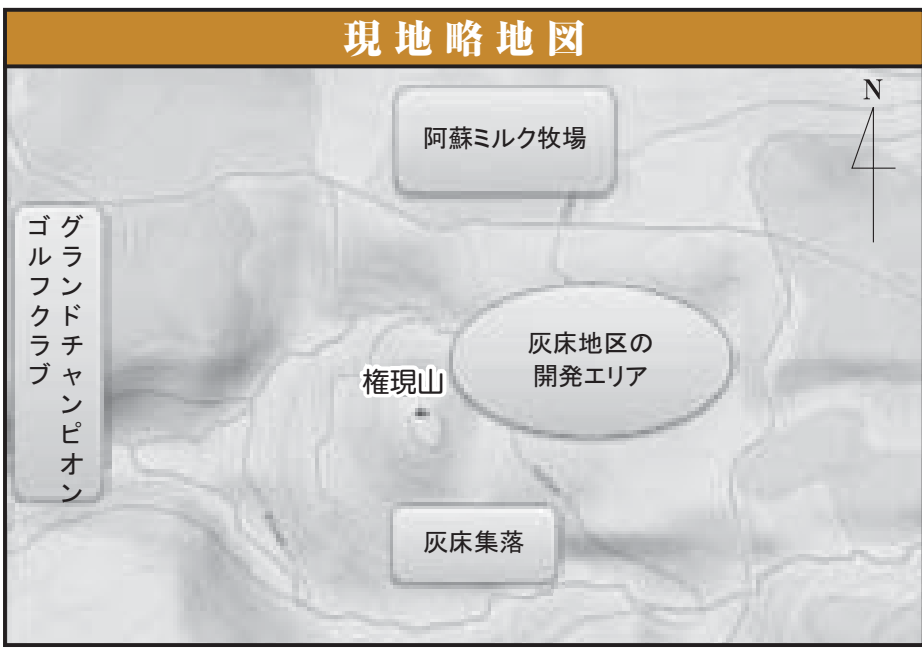 現地略地図
N
阿蘇ミルク牧場
グランドチャンピオン
ゴルフクラブ
灰床地区の
開発エリア
権現山
灰床集落